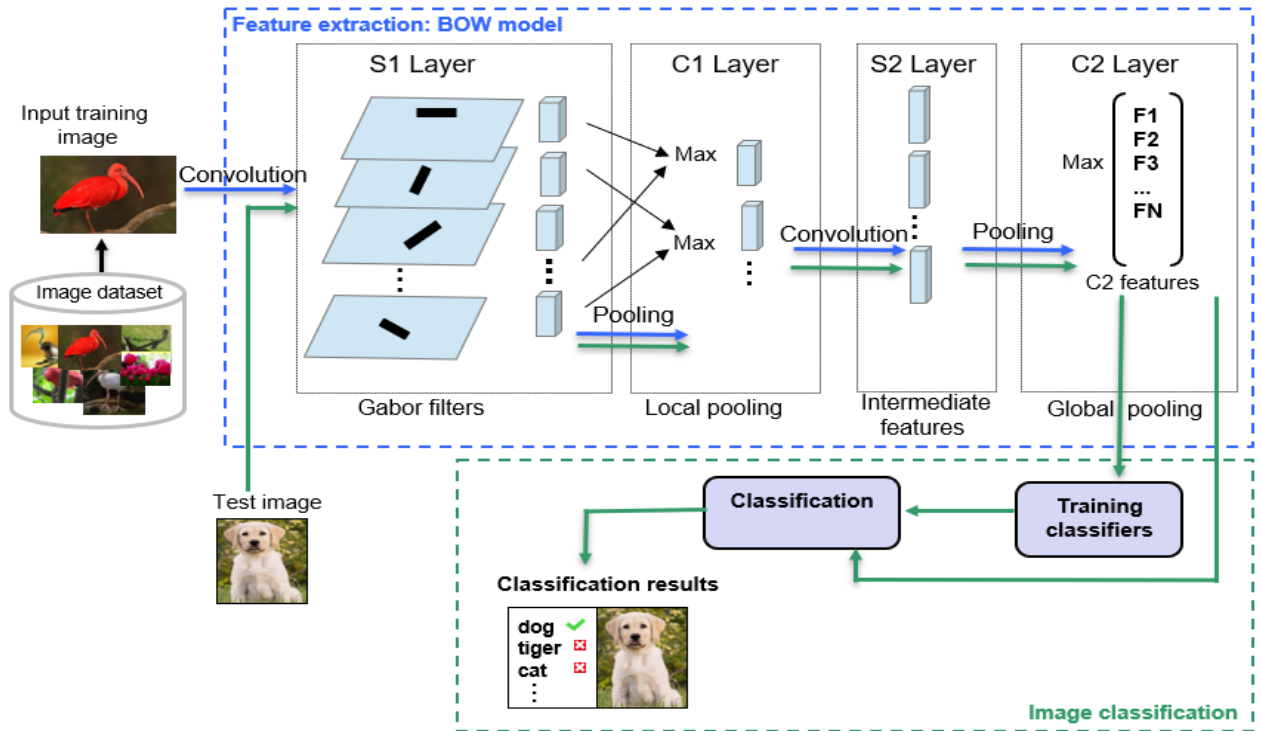 Feature extraction: BOW model
S1 Layer
C1 Layer
S2 Layer
C2 Layer
Input training
image
Convolution
Image dataset
Max
Max
Pooling
Convolution
Pooling
Max
F1
F2
F3
...
FN
C2 features
Gabor filters
Local pooling
Intermediate
features
Global pooling
Test image
Classification
Training
classifiers
Classification results
dog
tiger
cat
Image classification